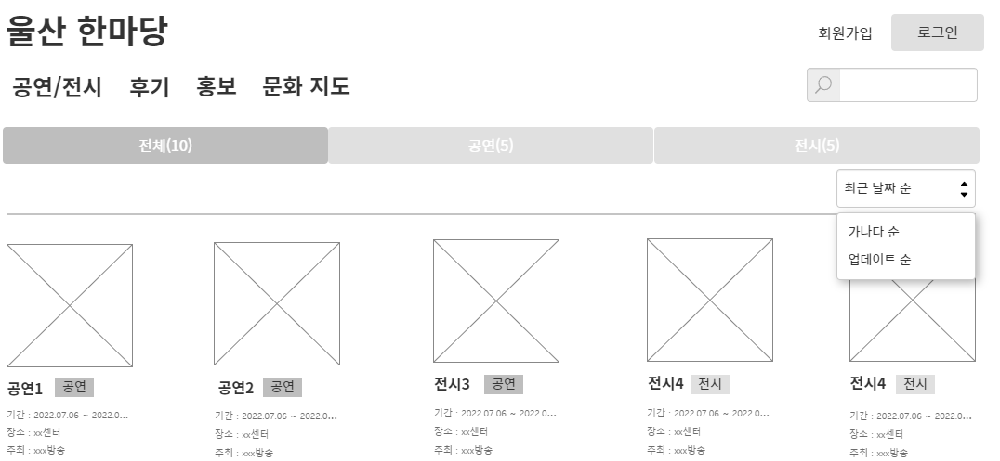 울산 한마당
회원가입
로그인
공연/전시 후기 홍보 문화 지도
전체(10) 공연(5) 전시(5)
최근 날짜 순
가나다 순
업데이트 순
공연1 공연
기간 : 2022.07.06 ~ 2022.0...
장소 : xx센터
주최 : xxx방송
공연2 공연
기간 : 2022.07.06 ~ 2022.0...
장소 : xx센터
주최 : xxx방송
전시3 공연
기간 : 2022.07.06 ~ 2022.0...
장소 : xx센터
주최 : xxx방송
전시4 전시
기간 : 2022.07.06 ~ 2022.0...
장소 : xx센터
주최 : xxx방송
전시4 전시
기간 : 2022.07.06 ~ 2022.0...
장소 : xx센터
주최 : xxx방송